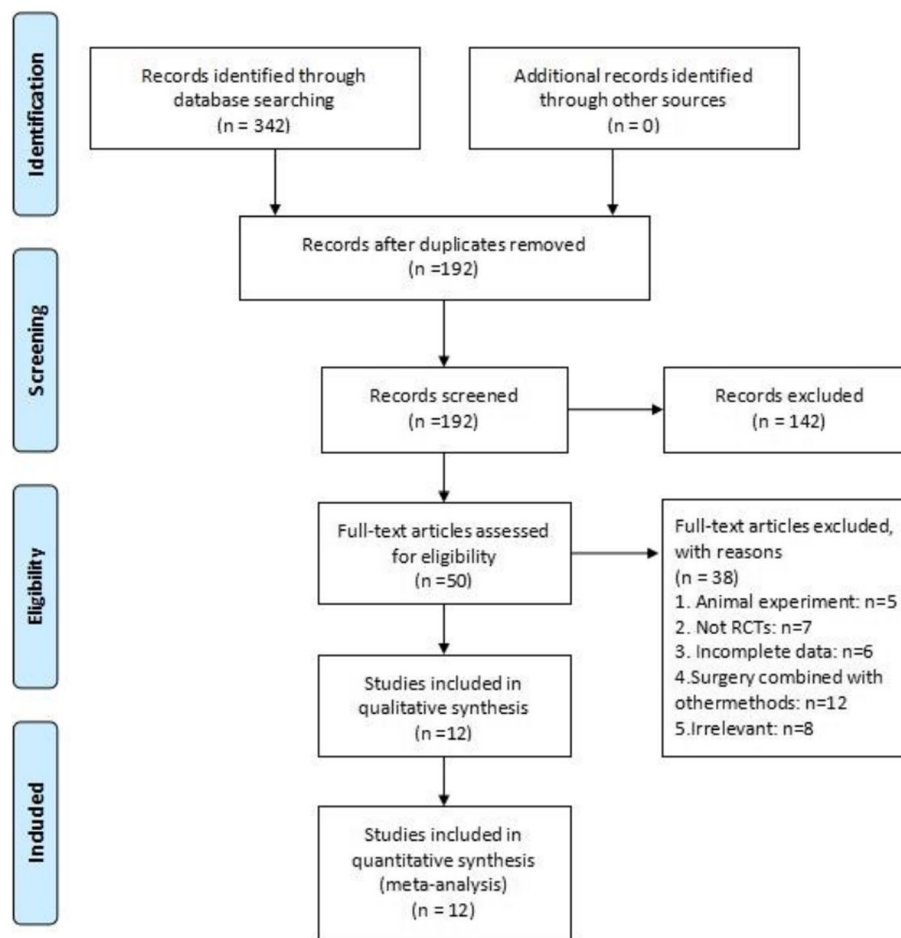 Identification
Records identified through
database searching
(n = 342)
Additional records identified
through other sources
(n = 0)
Records after duplicates removed
(n =192)
Screening
Records screened
(n =192)
Records excluded
(n = 142)
Eligibility
Full-text articles assessed
for eligibility
(n =50)
Full-text articles excluded,
with reasons
(n = 38)
1. Animal experiment: n=5
2. Not RCTs: n=7
3. Incomplete data: n=6
4.Surgery combined with
othermethods: n=12
5.Irrelevant: n=8
Studies included in
qualitative synthesis
(n =12)
Included
Studies included in
quantitative synthesis
(meta-analysis)
(n = 12)